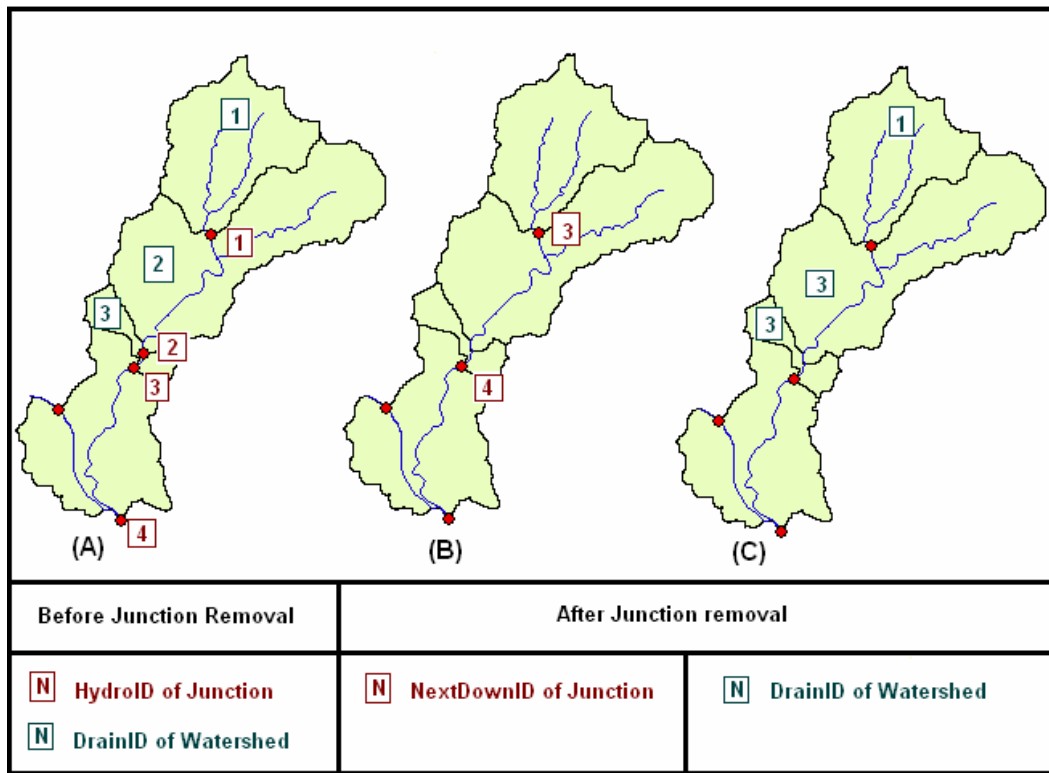 1
1
2
3
2
3
4
(A)
3
4
(B)
1
3
3
(C)
Before Junction Removal
After Junction removal
N HydroID of Junction
N DrainID of Watershed
N NextDownID of Junction
N DrainID of Watershed